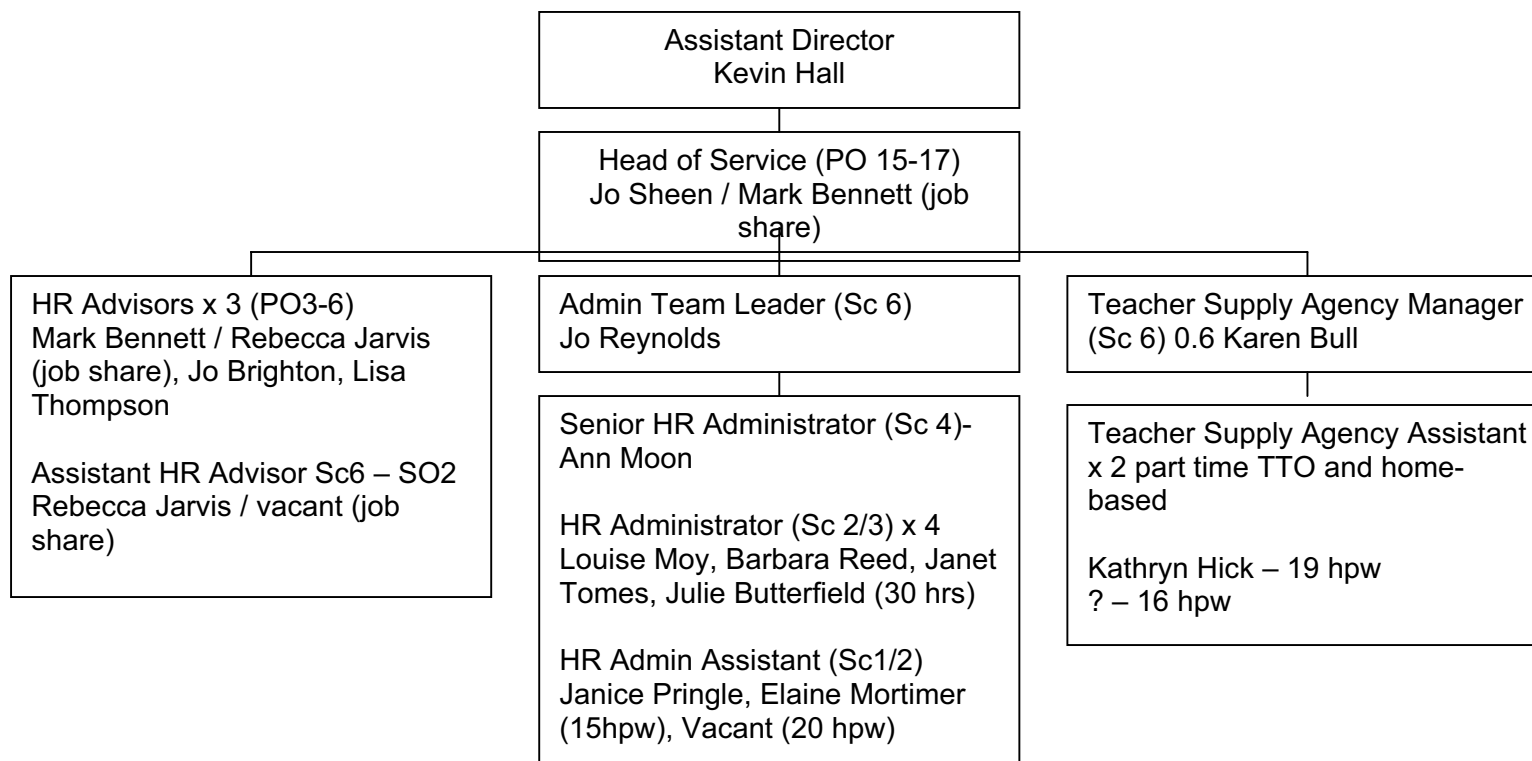 Assistant Director
Kevin Hall
Head of Service (PO 15-17)
Jo Sheen / Mark Bennett (job
share)
HR Advisors x 3 (PO3-6)
Mark Bennett / Rebecca Jarvis
(job share), Jo Brighton, Lisa
Thompson
Assistant HR Advisor Sc6 – SO2
Rebecca Jarvis / vacant (job
share)
Admin Team Leader (Sc 6)
Jo Reynolds
Senior HR Administrator (Sc 4)-
Ann Moon
HR Administrator (Sc 2/3) x 4
Louise Moy, Barbara Reed, Janet
Tomes, Julie Butterfield (30 hrs)
HR Admin Assistant (Sc1/2)
Janice Pringle, Elaine Mortimer
(15hpw), Vacant (20 hpw)
Teacher Supply Agency Manager
(Sc 6) 0.6 Karen Bull
Teacher Supply Agency Assistant
x 2 part time TTO and home-
based
Kathryn Hick – 19 hpw
? – 16 hpw